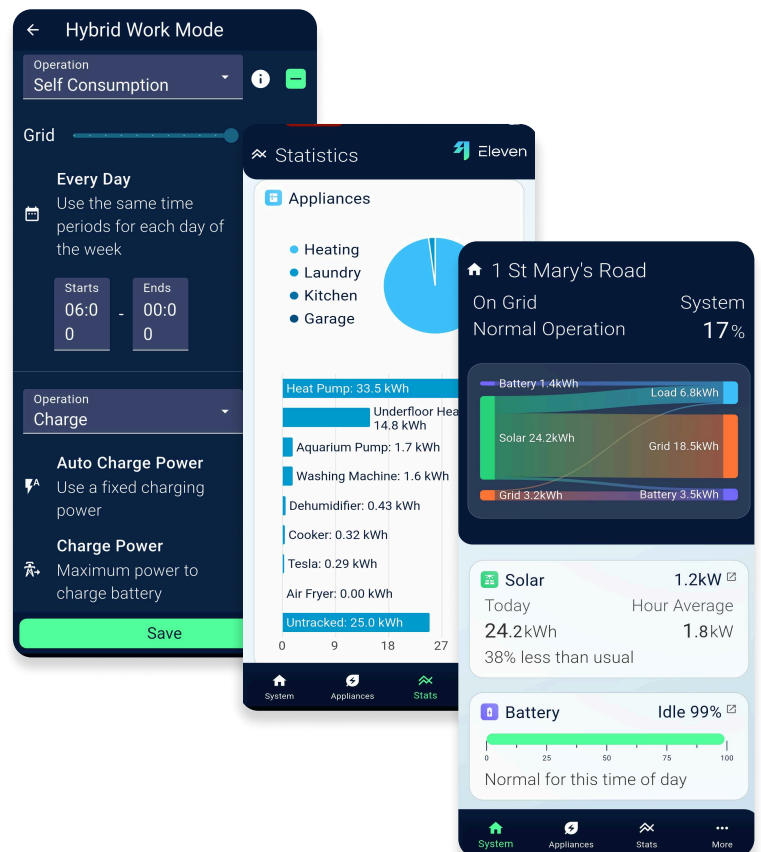 Hybrid Work Mode
Operation
Self Consumption
Grid
Every Day
Use the same time
periods for each day of
the week
Starts
06:0
0
-
Ends
00:0
0
Operation
Charge
Auto Charge Power
Use a fixed charging
power
Charge Power
Maximum power to
charge battery
Save
Statistics
Eleven
Appliances
Heating
Laundry
Kitchen
Garage
Heat Pump: 33.5 kWh
Underfloor Hea
14.8 kWh
Aquarium Pump: 1.7 kWh
Washing Machine: 1.6 kWh
Dehumidifier: 0.43 kWh
Cooker: 0.32 kWh
Tesla: 0.29 kWh
Air Fryer: 0.00 kWh
Untracked: 25.0 kWh
0 9 18 27
System Appliances Stats
1 St Mary's Road
On Grid System
Normal Operation 17%
Battery 1.4kWh
Load 6.8kWh
Solar 24.2kWh
Grid 18.5kWh
Grid 3.2kWh
Battery 3.5kWh
Solar 1.2kW
Today Hour Average
24.2kWh 1.8kW
38% less than usual
Battery Idle 99%
0 25 50 75 100
Normal for this time of day
System Appliances Stats More